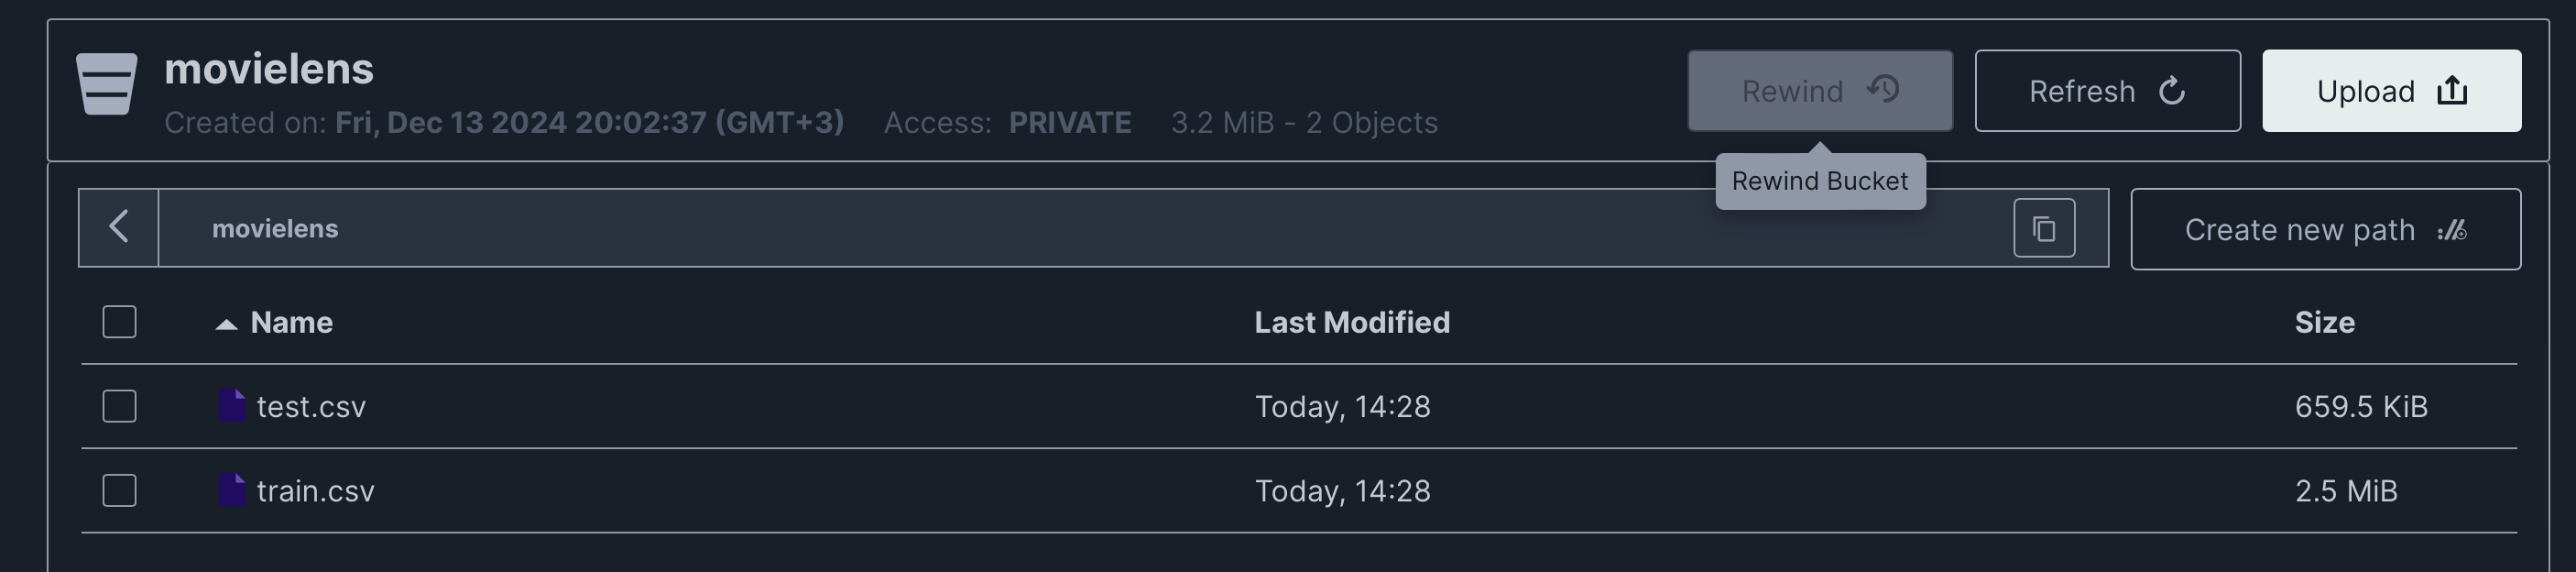 movielens
Created on: Fri, Dec 13 2024 20:02:37 (GMT+3) Access: PRIVATE 3.2 MiB - 2 Objects
Rewind Refresh Upload
Rewind Bucket
movielens Create new path
Name Last Modified Size
test.csv Today, 14:28 659.5 KiB
train.csv Today, 14:28 2.5 MiB